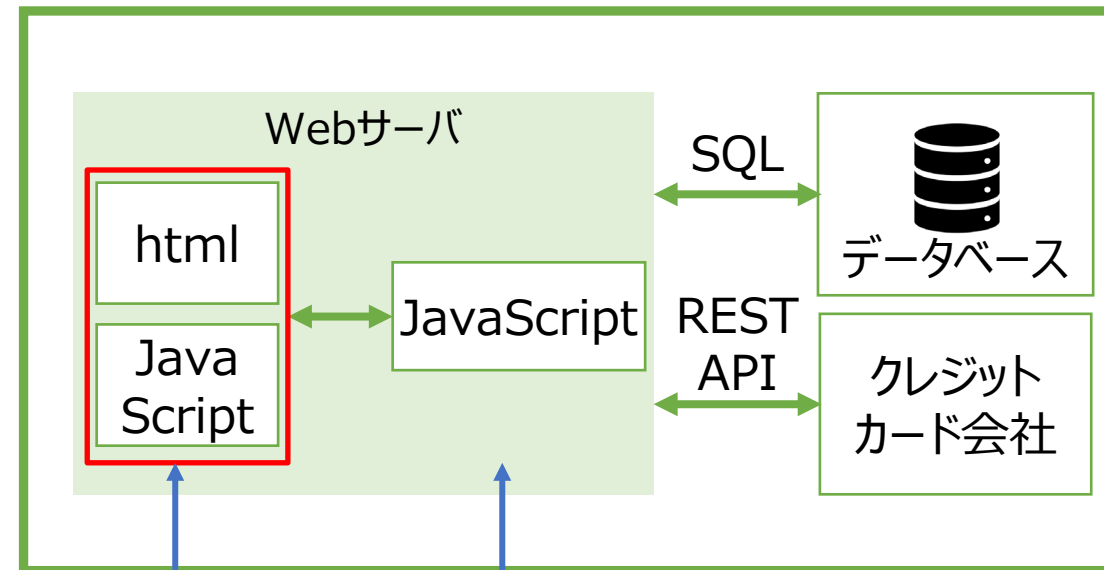 Webサーバ
html
Java
Script
JavaScript
SQL
データベース
REST
API
クレジット
カード会社